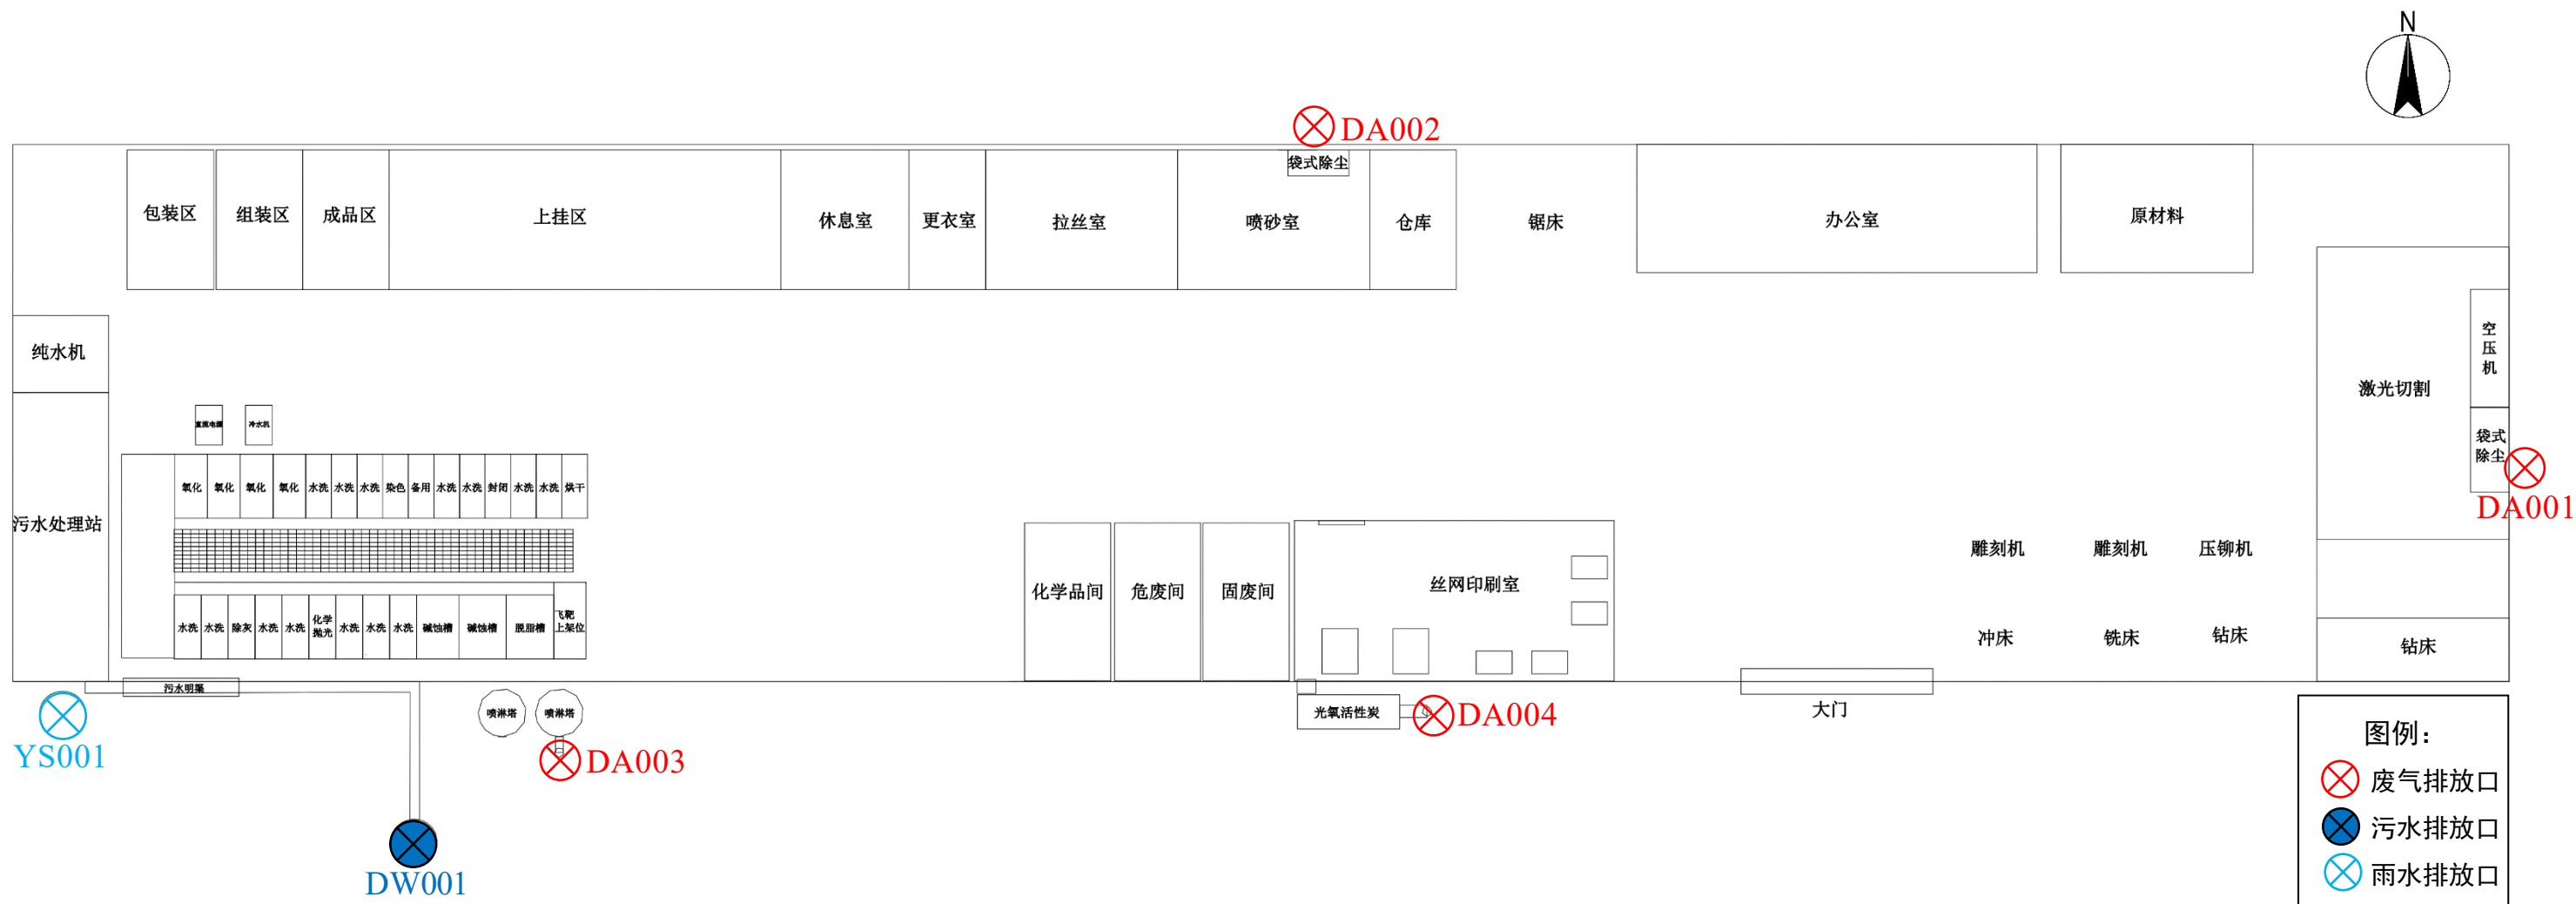 N
DA002
袋式除尘
包装区
组装区
成品区
上挂区
休息室
更衣室
拉丝室
喷砂室
仓库
锯床
办公室
原材料
纯水机
空
压
机
激光切割
袋式
除尘
DA001
直流电源
冷水机
氧化 氧化 氧化 氧化 水洗 水洗 水洗 染色 备用 水洗 水洗 封闭 水洗 水洗 烘干
污水处理站
雕刻机
雕刻机
压铆机
化学品间
危废间
固废间
丝网印刷室
水洗 水洗 除灰 水洗 水洗
化学
抛光
水洗 水洗 水洗 碱蚀槽 碱蚀槽 脱脂槽
飞靶
上架位
冲床
铣床
钻床
钻床
污水明渠
喷淋塔
喷淋塔
光氧活性炭
DA004
大门
YS001
DA003
DW001
图例：
废气排放口
污水排放口
雨水排放口